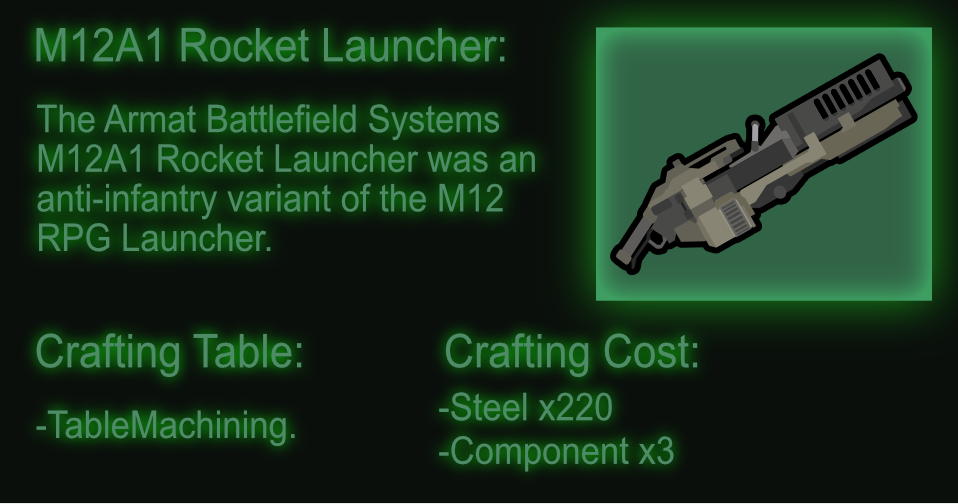 M12A1 Rocket Launcher:
The Armat Battlefield Systems
M12A1 Rocket Launcher was an
anti-infantry variant of the M12
RPG Launcher.
Crafting Table:
-TableMachining.
Crafting Cost:
-Steel x220
-Component x3